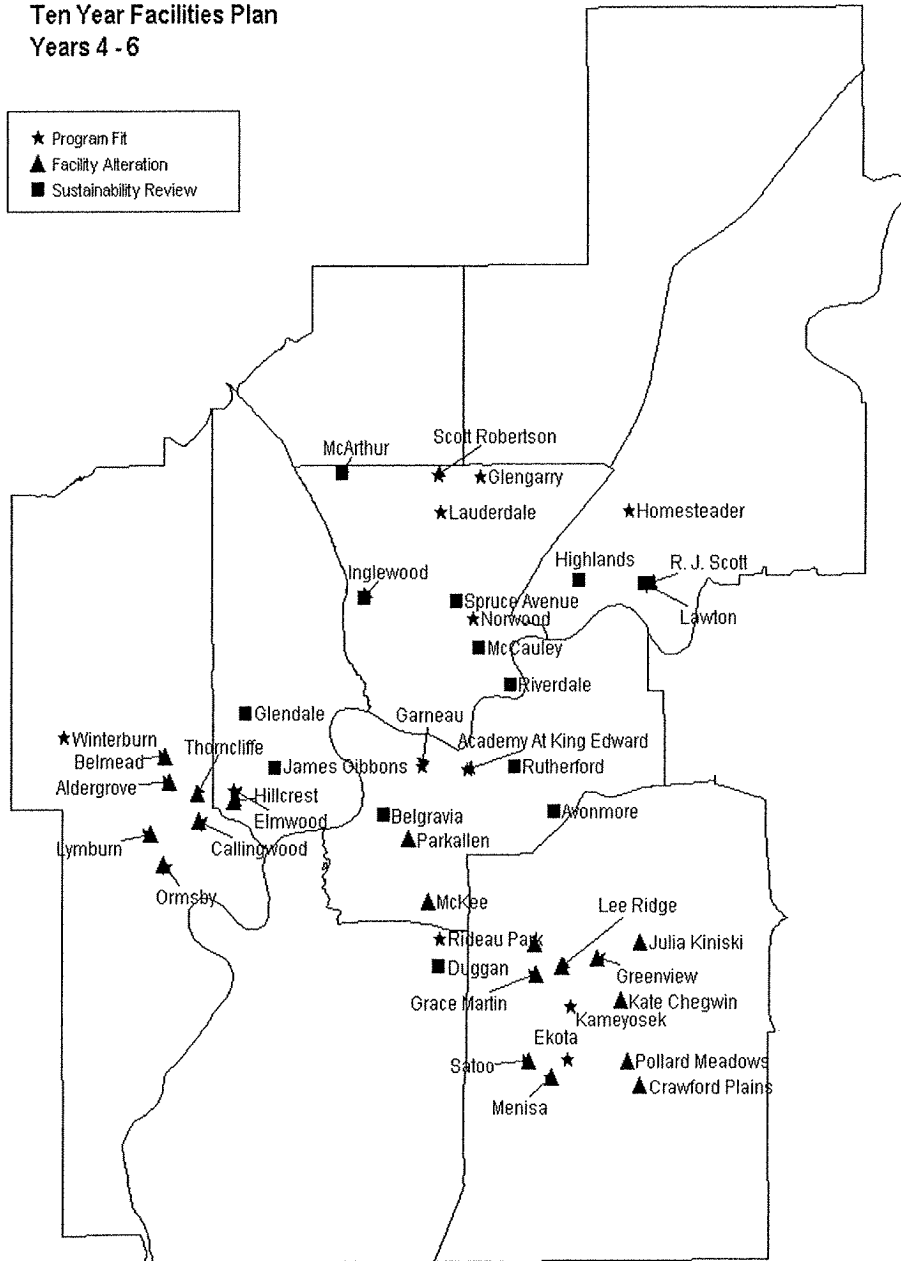 Ten Year Facilities Plan
Years 4 - 6
Program Fit
Facility Alteration
Sustainability Review
Scott Robertson
McArthur
Glengarry
Lauderdale
Homesteader
Highlands
R. J. Scott
Inglewood
Spruce Avenue
Lawton
Norwood
McCauley
Riverdale
Glendale
Garneau
Winterburn
Academy At King Edward
Belmead
Thorncliffe
James Gibbons
Rutherford
Aldergrove
Hillcrest
Elmwood
Belgravia
Avonmore
Lymburn
Callingwood
Parkallen
Ormsby
McKee
Lee Ridge
Rideau Park
Julia Kiniski
Duggan
Greenview
Grace Martin
Kate Chegwin
Kameyosek
Ekota
Satoo
Pollard Meadows
Menisa
Crawford Plains